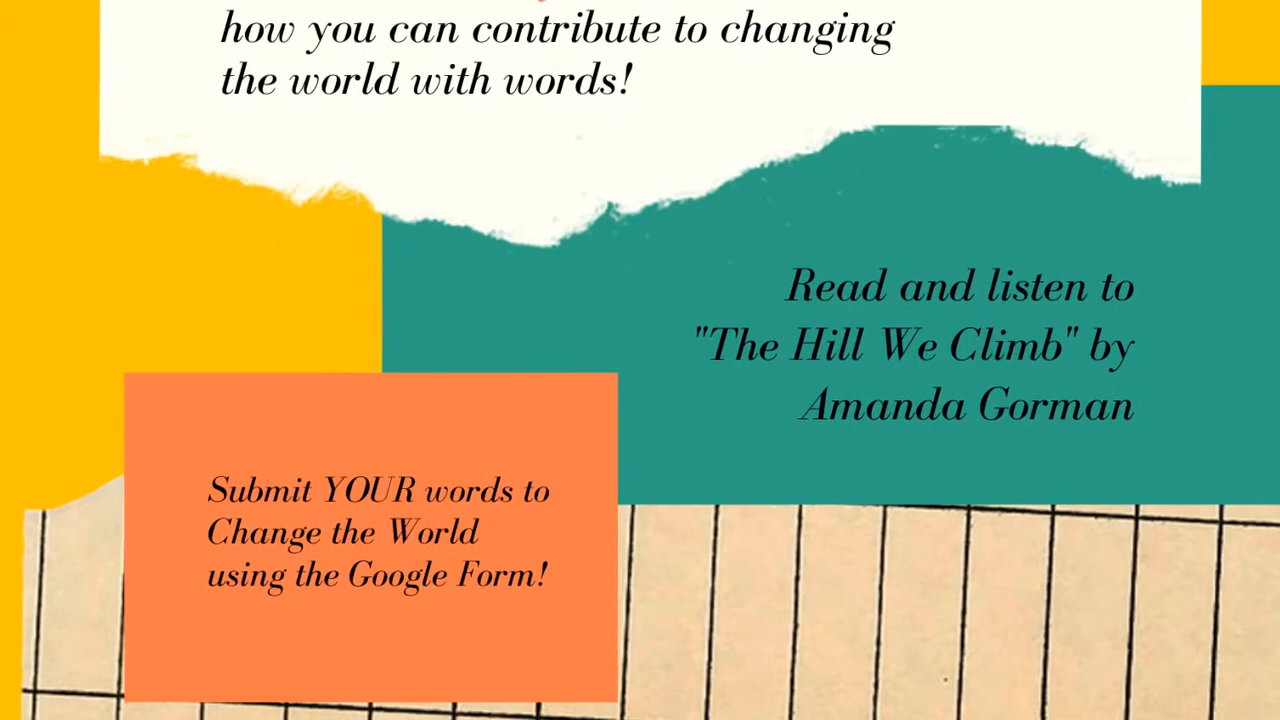 how you can contribute to changing
the world with words!
Read and listen to
"The Hill We Climb" by
Amanda Gorman
Submit YOUR words to
Change the World
using the Google Form!